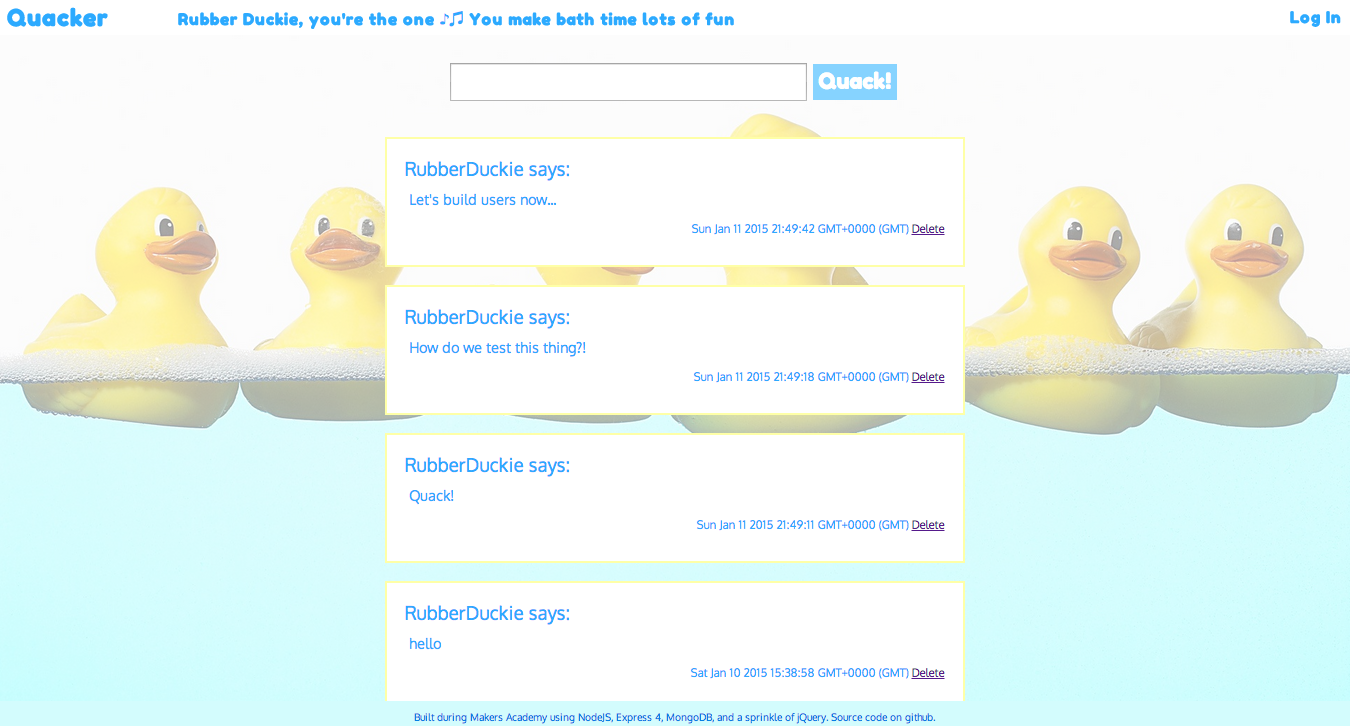 Quacker
Rubber Duckie, you're the one 🎶 You make bath time lots of fun
Log In
Quack!
RubberDuckie says:
Let's build users now...
Sun Jan 11 2015 21:49:42 GMT+0000 (GMT) Delete
RubberDuckie says:
How do we test this thing?!
Sun Jan 11 2015 21:49:18 GMT+0000 (GMT) Delete
RubberDuckie says:
Quack!
Sun Jan 11 2015 21:49:11 GMT+0000 (GMT) Delete
RubberDuckie says:
hello
Sat Jan 10 2015 15:38:58 GMT+0000 (GMT) Delete
Built during Makers Academy using NodeJS, Express 4, MongoDB, and a sprinkle of jQuery. Source code on github.